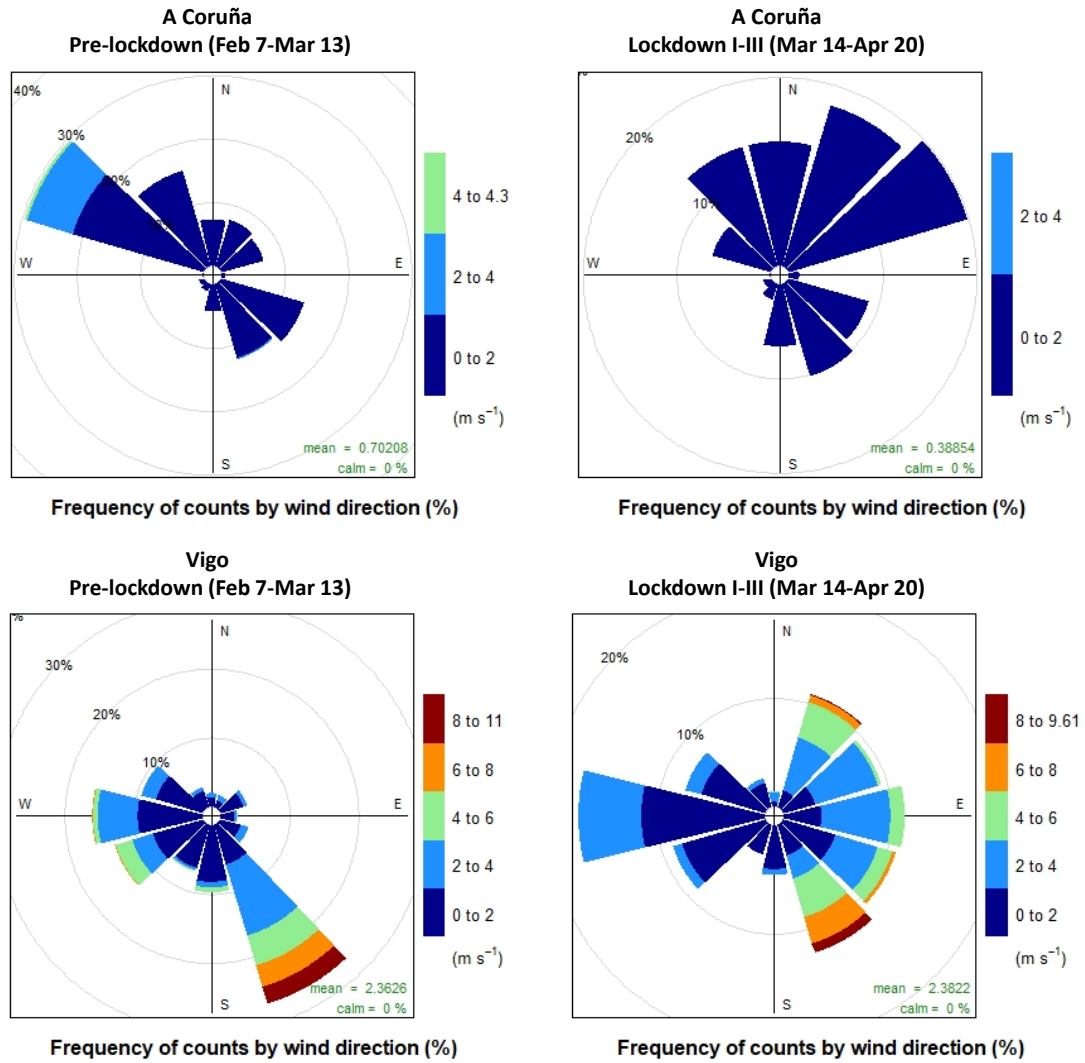 A Coruña
Pre-lockdown (Feb 7-Mar 13)
40%
30%
20%
N
W
E
S
4 to 4.3
2 to 4
0 to 2
(m s⁻¹)
mean = 0.70208
calm = 0 %
Frequency of counts by wind direction (%)
A Coruña
Lockdown I-III (Mar 14-Apr 20)
20%
10%
N
W
E
S
2 to 4
0 to 2
(m s⁻¹)
mean = 0.38854
calm = 0 %
Frequency of counts by wind direction (%)
Vigo
Pre-lockdown (Feb 7-Mar 13)
%
30%
20%
10%
N
W
E
S
8 to 11
6 to 8
4 to 6
2 to 4
0 to 2
(m s⁻¹)
mean = 2.3626
calm = 0 %
Frequency of counts by wind direction (%)
Vigo
Lockdown I-III (Mar 14-Apr 20)
20%
10%
N
W
E
S
8 to 9.61
6 to 8
4 to 6
2 to 4
0 to 2
(m s⁻¹)
mean = 2.3822
calm = 0 %
Frequency of counts by wind direction (%)